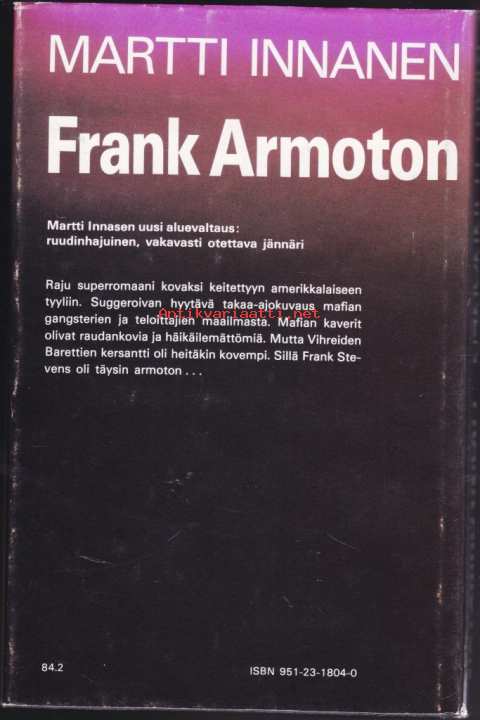 MARTTI INNANEN
Frank Armoton
Martti Innasen uusi aluevaltaus:
ruudinhajuinen, vakavasti otettava jännäri
Raju superromaani kovaksi keitettyyn amerikkalaiseen
tyyliin. Suggeroivan hyytävä takaa-ajokuvaus mafian
Antikvariaatti.net
gangsterien ja teloittajien maailmasta. Mafian kaverit
olivat raudankovia ja häikäilemättömiä. Mutta Vihreiden
Barettien kersantti oli heitäkin kovempi. Sillä Frank Ste-
vens oli täysin armoton...
84.2
ISBN 951-23-1804-0